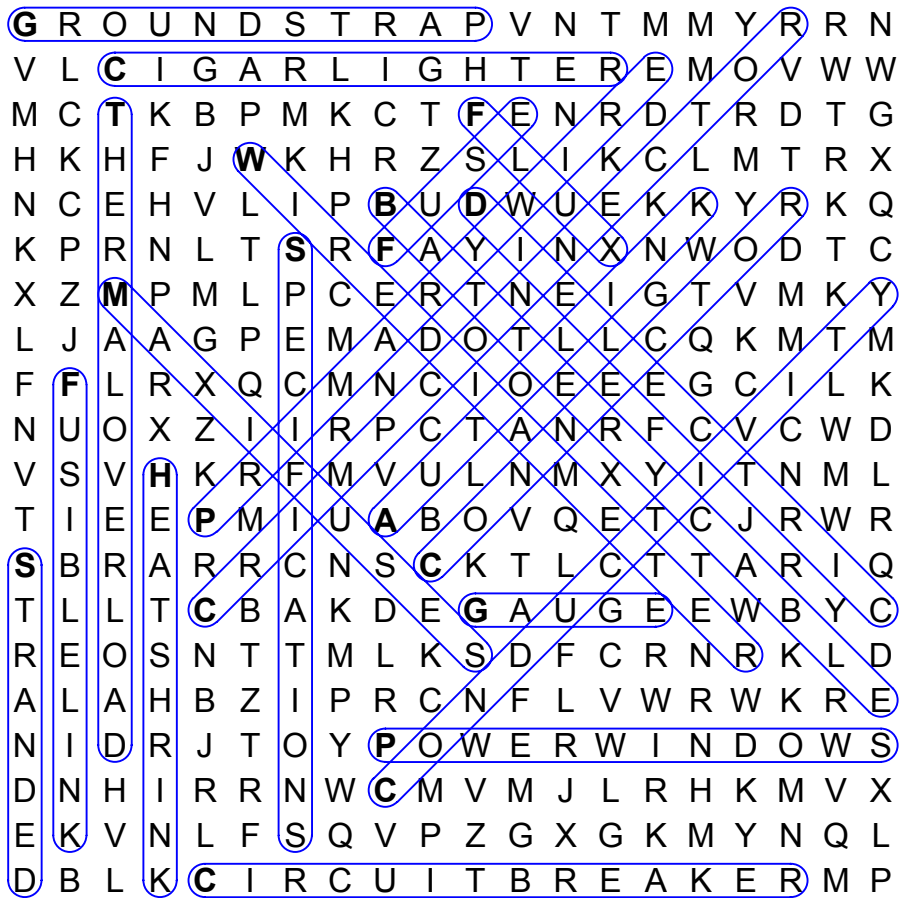 G R O U N D S T R A P V N T M M Y R R N
V L C I G A R L I G H T E R E M O V W W
M C T K B P M K C T F E N R D T R D T G
H K H F J W K H R Z S L I K C L M T R X
N C E H V L I P B U D W U E K K Y R K Q
K P R N L T S R F A Y I N X N W O D T C
X Z M P M L P C E R T N E I G T V M K Y
L J A A G P E M A D O T L L C Q K M T M
F F L R X Q C M N C I O E E E G C I L K
N U O X Z I I R P C T A N R F C V C W D
V S V H K R F M V U L N M X Y I T N M L
T I E E P M I U A B O V Q E T C J R W R
S B R A R R C N S C K T L C T T A R I Q
T L L T C B A K D E G A U G E E W B Y C
R E O S N T T M L K S D F C R N R K L D
A L A H B Z I P R C N F L V W R W K R E
N I D R J T O Y P O W E R W I N D O W S
D N H I R R N W C M V M J L R H K M V X
E K V N L F S Q V P Z G X G K M Y N Q L
D B L K C I R C U I T B R E A K E R M P